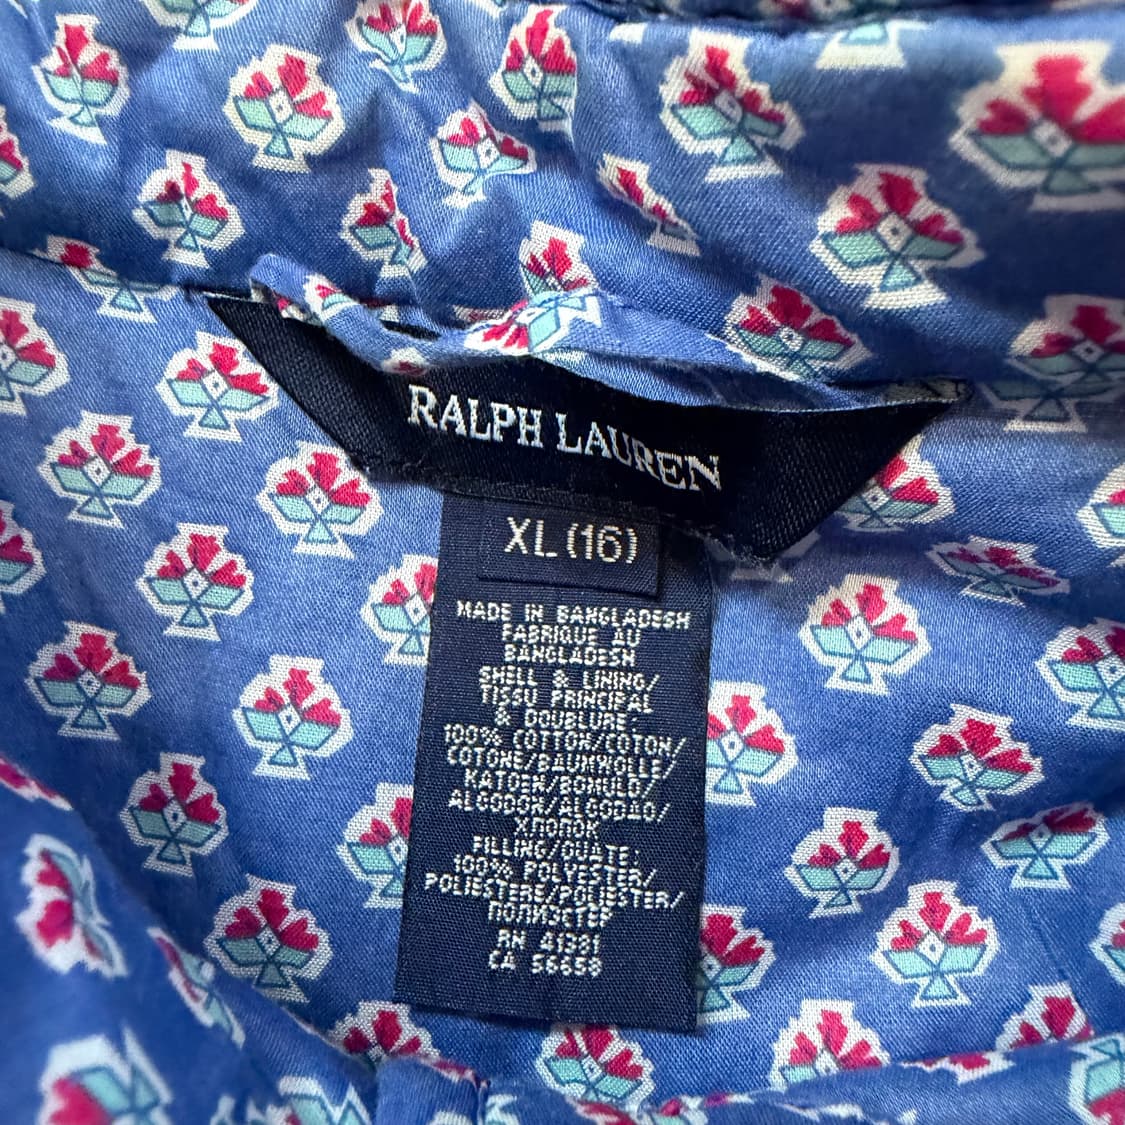 RALPH LAUREN
XL (16)
MADE IN BANGLADESH
FABRIQUE AU
BANGLADESH
SHELL & LINING/
TISSU PRINCIPAL
& DOUBLURE:
100% COTTON/COTON/
COTONE/BAUMWOLLE/
KATOEN/BOMULD/
ALGODON/ALGODÃO/
ХЛОПОК
FILLING/OUATE:
100% POLYESTER/
POLIESTERE/POLIESTER/
ПОЛИЭСТЕР
RN 41381
CA 56658